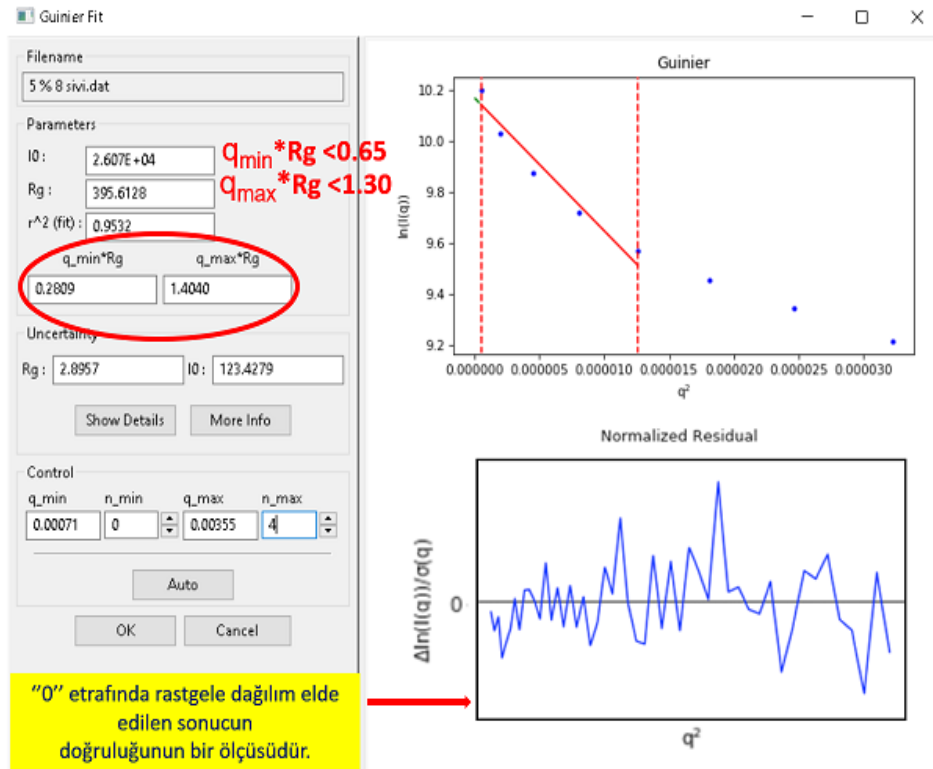 Guinier Fit
Filename
5 % 8 sivi.dat
Parameters
I0 :
2.607E+04
Rg :
395.6128
r^2 (fit) :
0.9532
q_min*Rg
q_max*Rg
0.2809
1.4040
qmin*Rg <0.65
qmax*Rg <1.30
Uncertainty
Rg :
2.8957
I0 :
123.4279
Show Details
More Info
Control
q_min
n_min
q_max
n_max
0.00071
0
0.00355
4
Auto
OK
Cancel
‘’0’’ etrafında rastgele dağılım elde
edilen sonucun
doğruluğunun bir ölçüsüdür.
Guinier
10.2
10.0
9.8
9.6
9.4
9.2
ln(I(q))
0.000000 0.000005 0.000010 0.000015 0.000020 0.000025 0.000030
q²
Normalized Residual
Δln(I(q))/σ(q)
0
q²